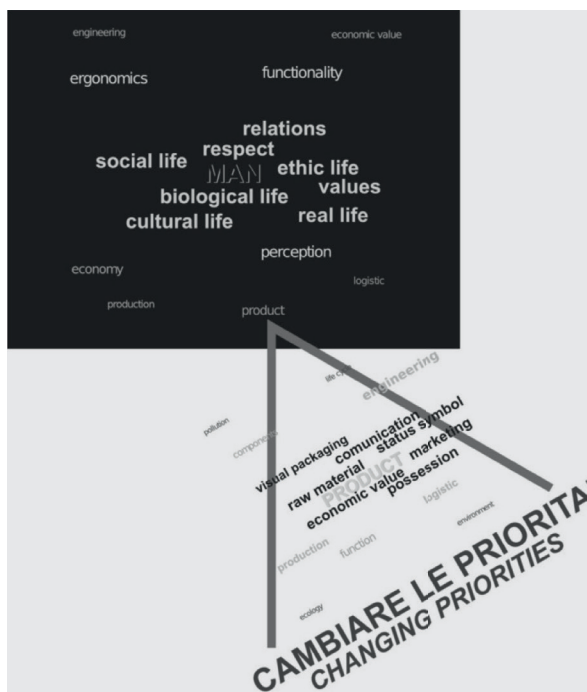 engineering
economic value
ergonomics
functionality
relations
respect
social life
MAN
ethic life
values
biological life
cultural life
real life
perception
economy
logistic
production
product
life cycle
engineering
pollution
components
comunication
status symbol
visual packaging
marketing
raw material
PRODUCT
economic value
possession
logistic
environment
production
function
ecology
CAMBIARE LE PRIORITA
CHANGING PRIORITIES